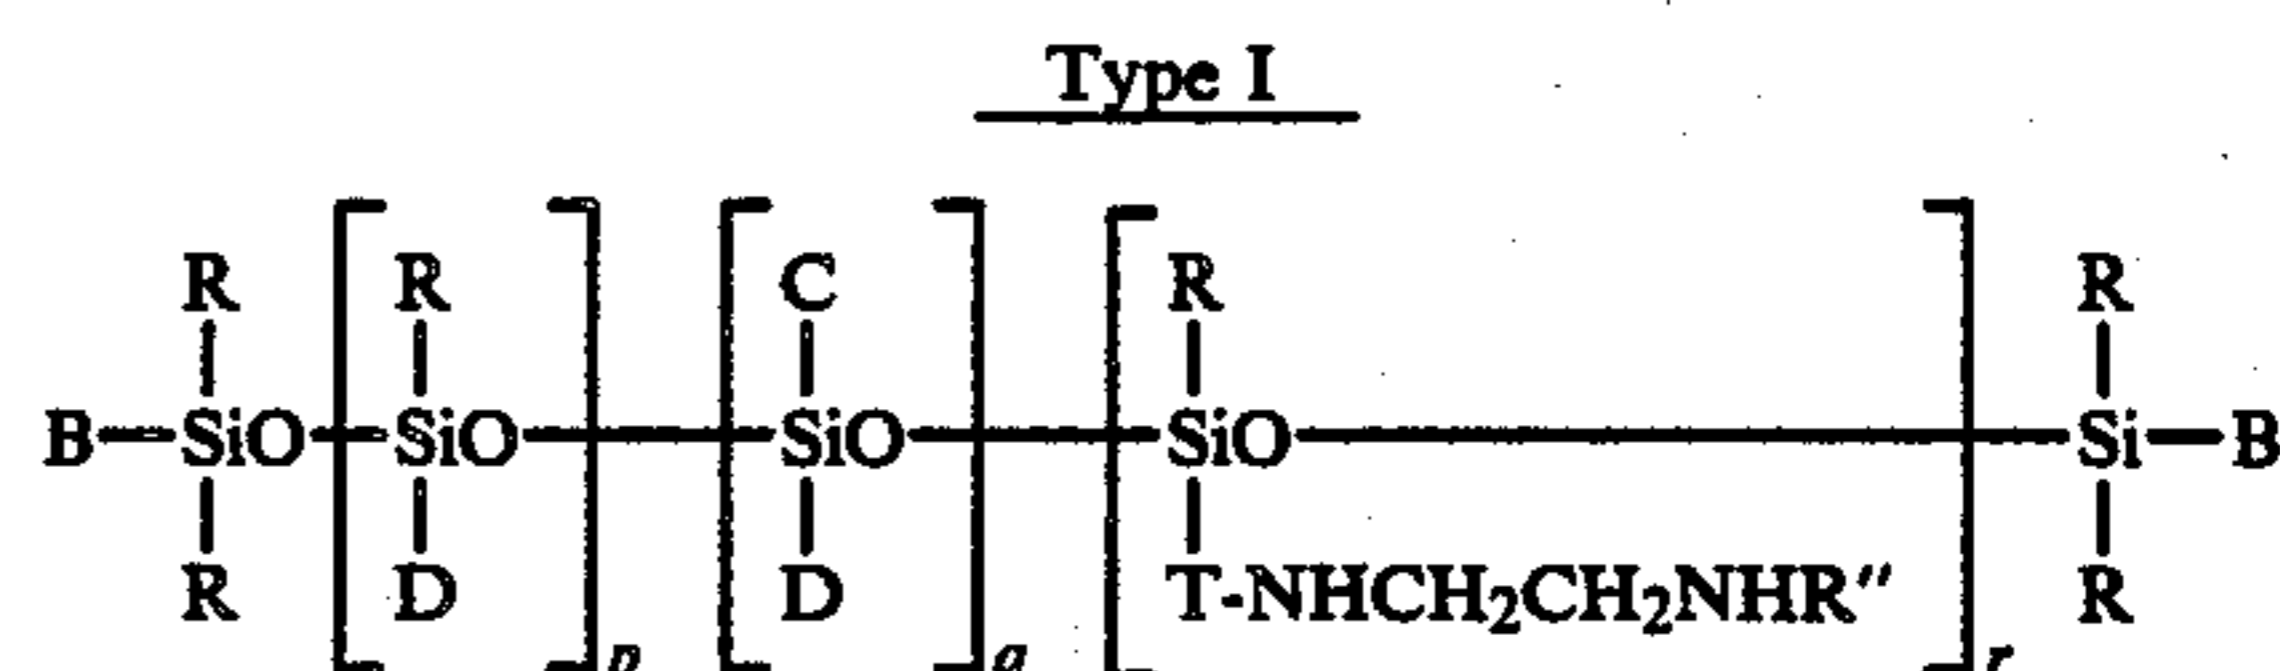 Type I
R R C R R
B—SiO—SiO—SiO—SiO—Si—B
R D D T-NHCH₂CH₂NHR″ R
p q r